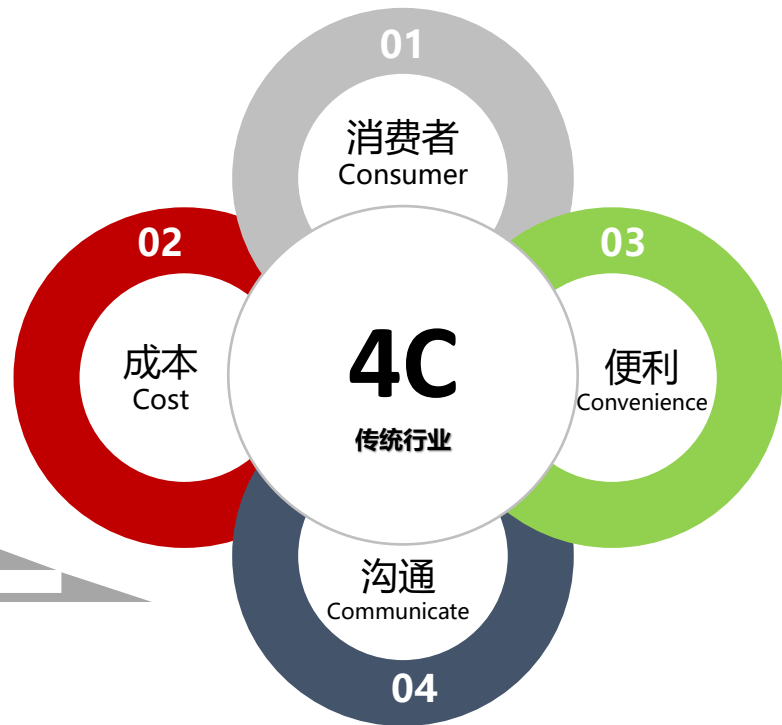 01
消费者
Consumer
02
成本
Cost
4C
传统行业
03
便利
Convenience
沟通
Communicate
04